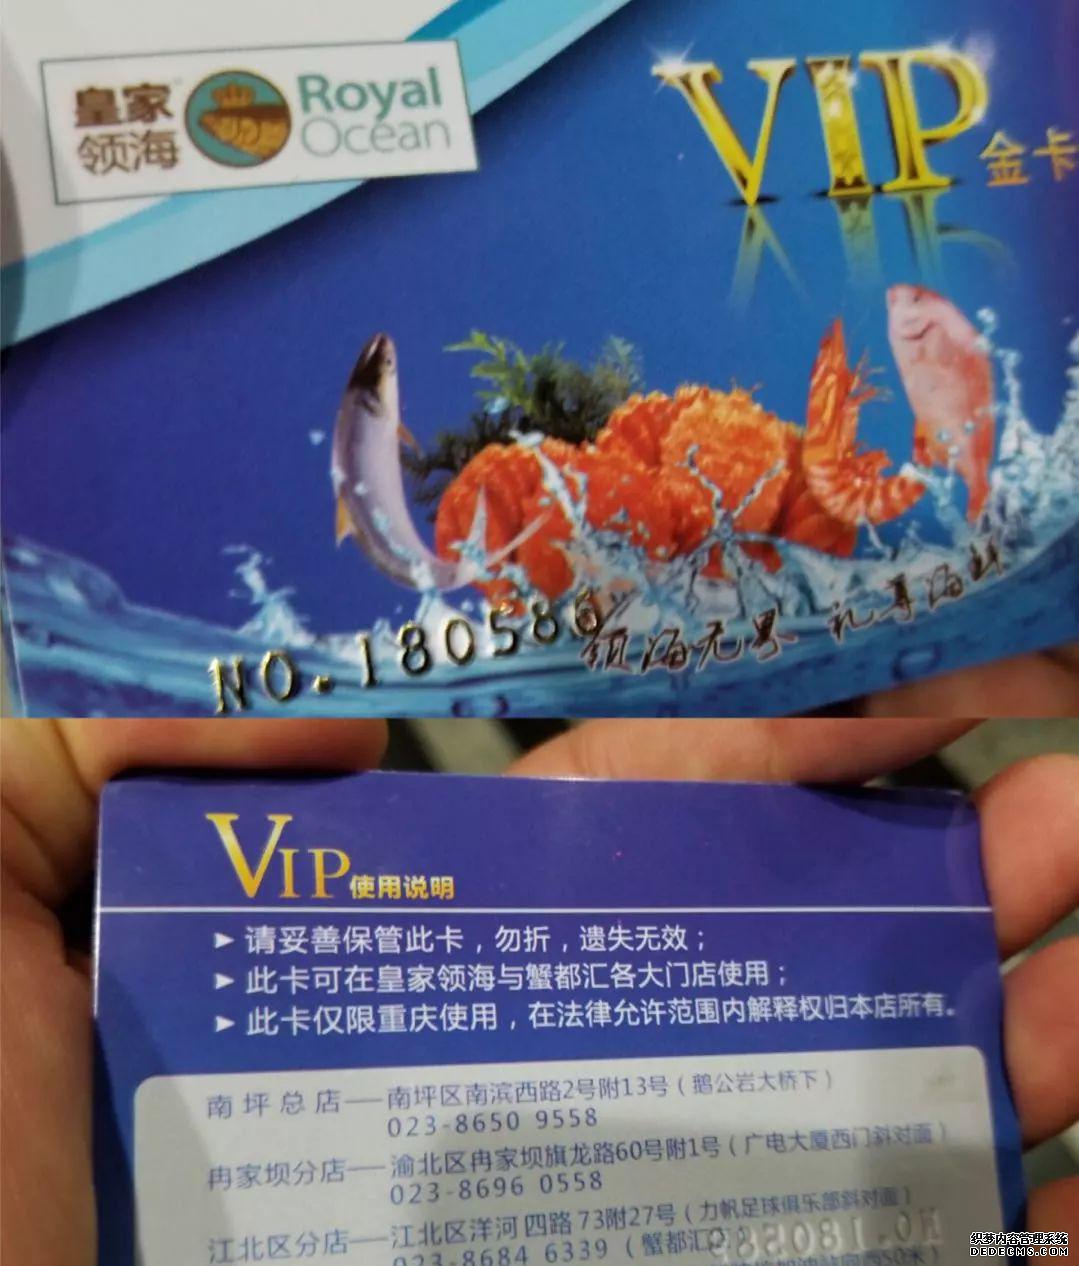 皇家
领海
Royal
Ocean
VIP 金卡
NO.180586
领海无界 礼尊海鲜
VIP使用说明
▶ 请妥善保管此卡，勿折，遗失无效；
▶ 此卡可在皇家领海与蟹都汇各大门店使用；
▶ 此卡仅限重庆使用，在法律允许范围内解释权归本店所有。
南坪总店—南坪区南滨西路2号附13号（鹅公岩大桥下）
023-8650 9558
冉家坝分店—渝北区冉家坝旗龙路60号附1号（广电大厦西门斜对面）
023-8696 0558
江北区分店—江北区洋河四路73附27号（力帆足球俱乐部斜对面）
023-8684 6339（蟹都汇
NO.18058
织梦内容管理系统
DEDECMS.COM